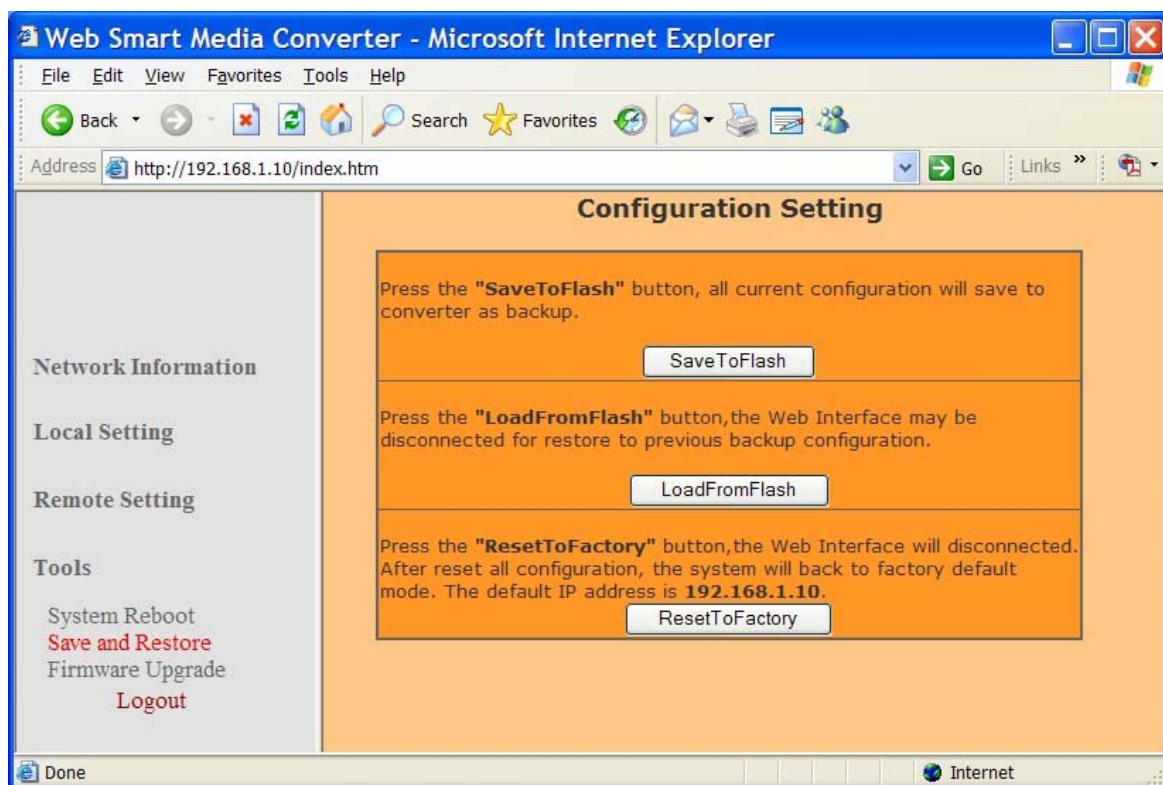 Web Smart Media Converter - Microsoft Internet Explorer
File Edit View Favorites Tools Help
Back Search Favorites
Address http://192.168.1.10/index.htm Go Links »
Network Information
Local Setting
Remote Setting
Tools
System Reboot
Save and Restore
Firmware Upgrade
Logout
Configuration Setting
Press the "SaveToFlash" button, all current configuration will save to
converter as backup.
SaveToFlash
Press the "LoadFromFlash" button,the Web Interface may be
disconnected for restore to previous backup configuration.
LoadFromFlash
Press the "ResetToFactory" button,the Web Interface will disconnected.
After reset all configuration, the system will back to factory default
mode. The default IP address is 192.168.1.10.
ResetToFactory
Done Internet